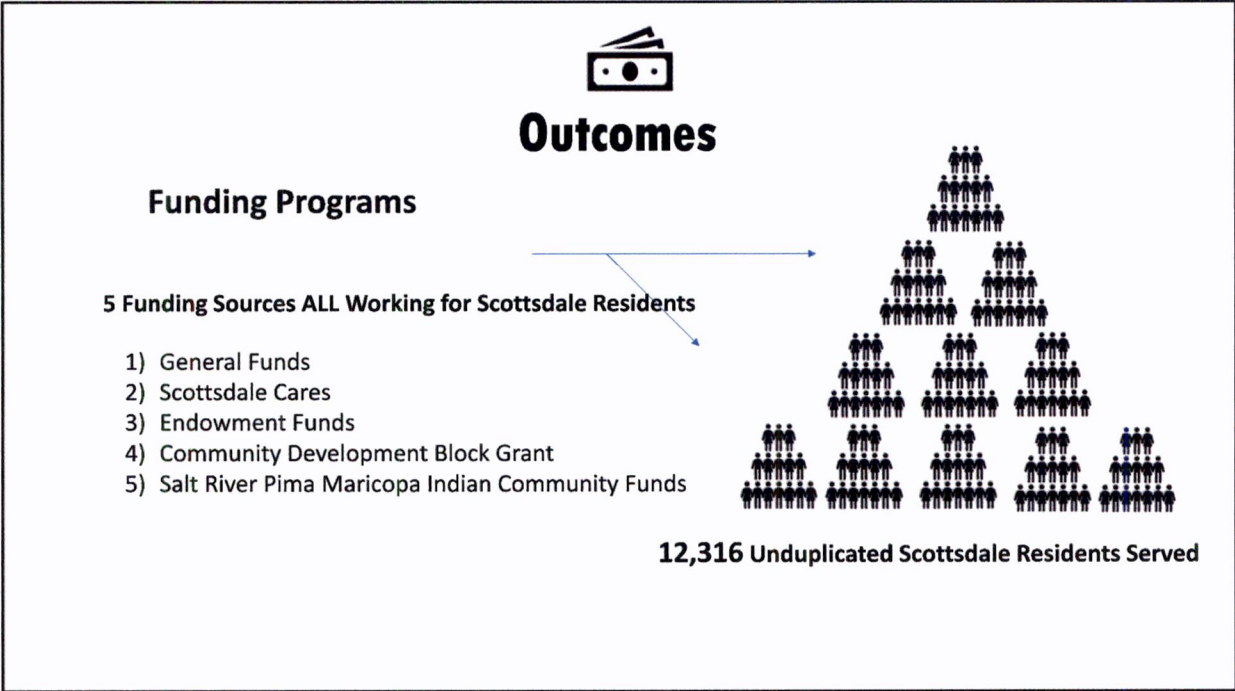 Outcomes
Funding Programs
5 Funding Sources ALL Working for Scottsdale Residents
1) General Funds
2) Scottsdale Cares
3) Endowment Funds
4) Community Development Block Grant
5) Salt River Pima Maricopa Indian Community Funds
12,316 Unduplicated Scottsdale Residents Served